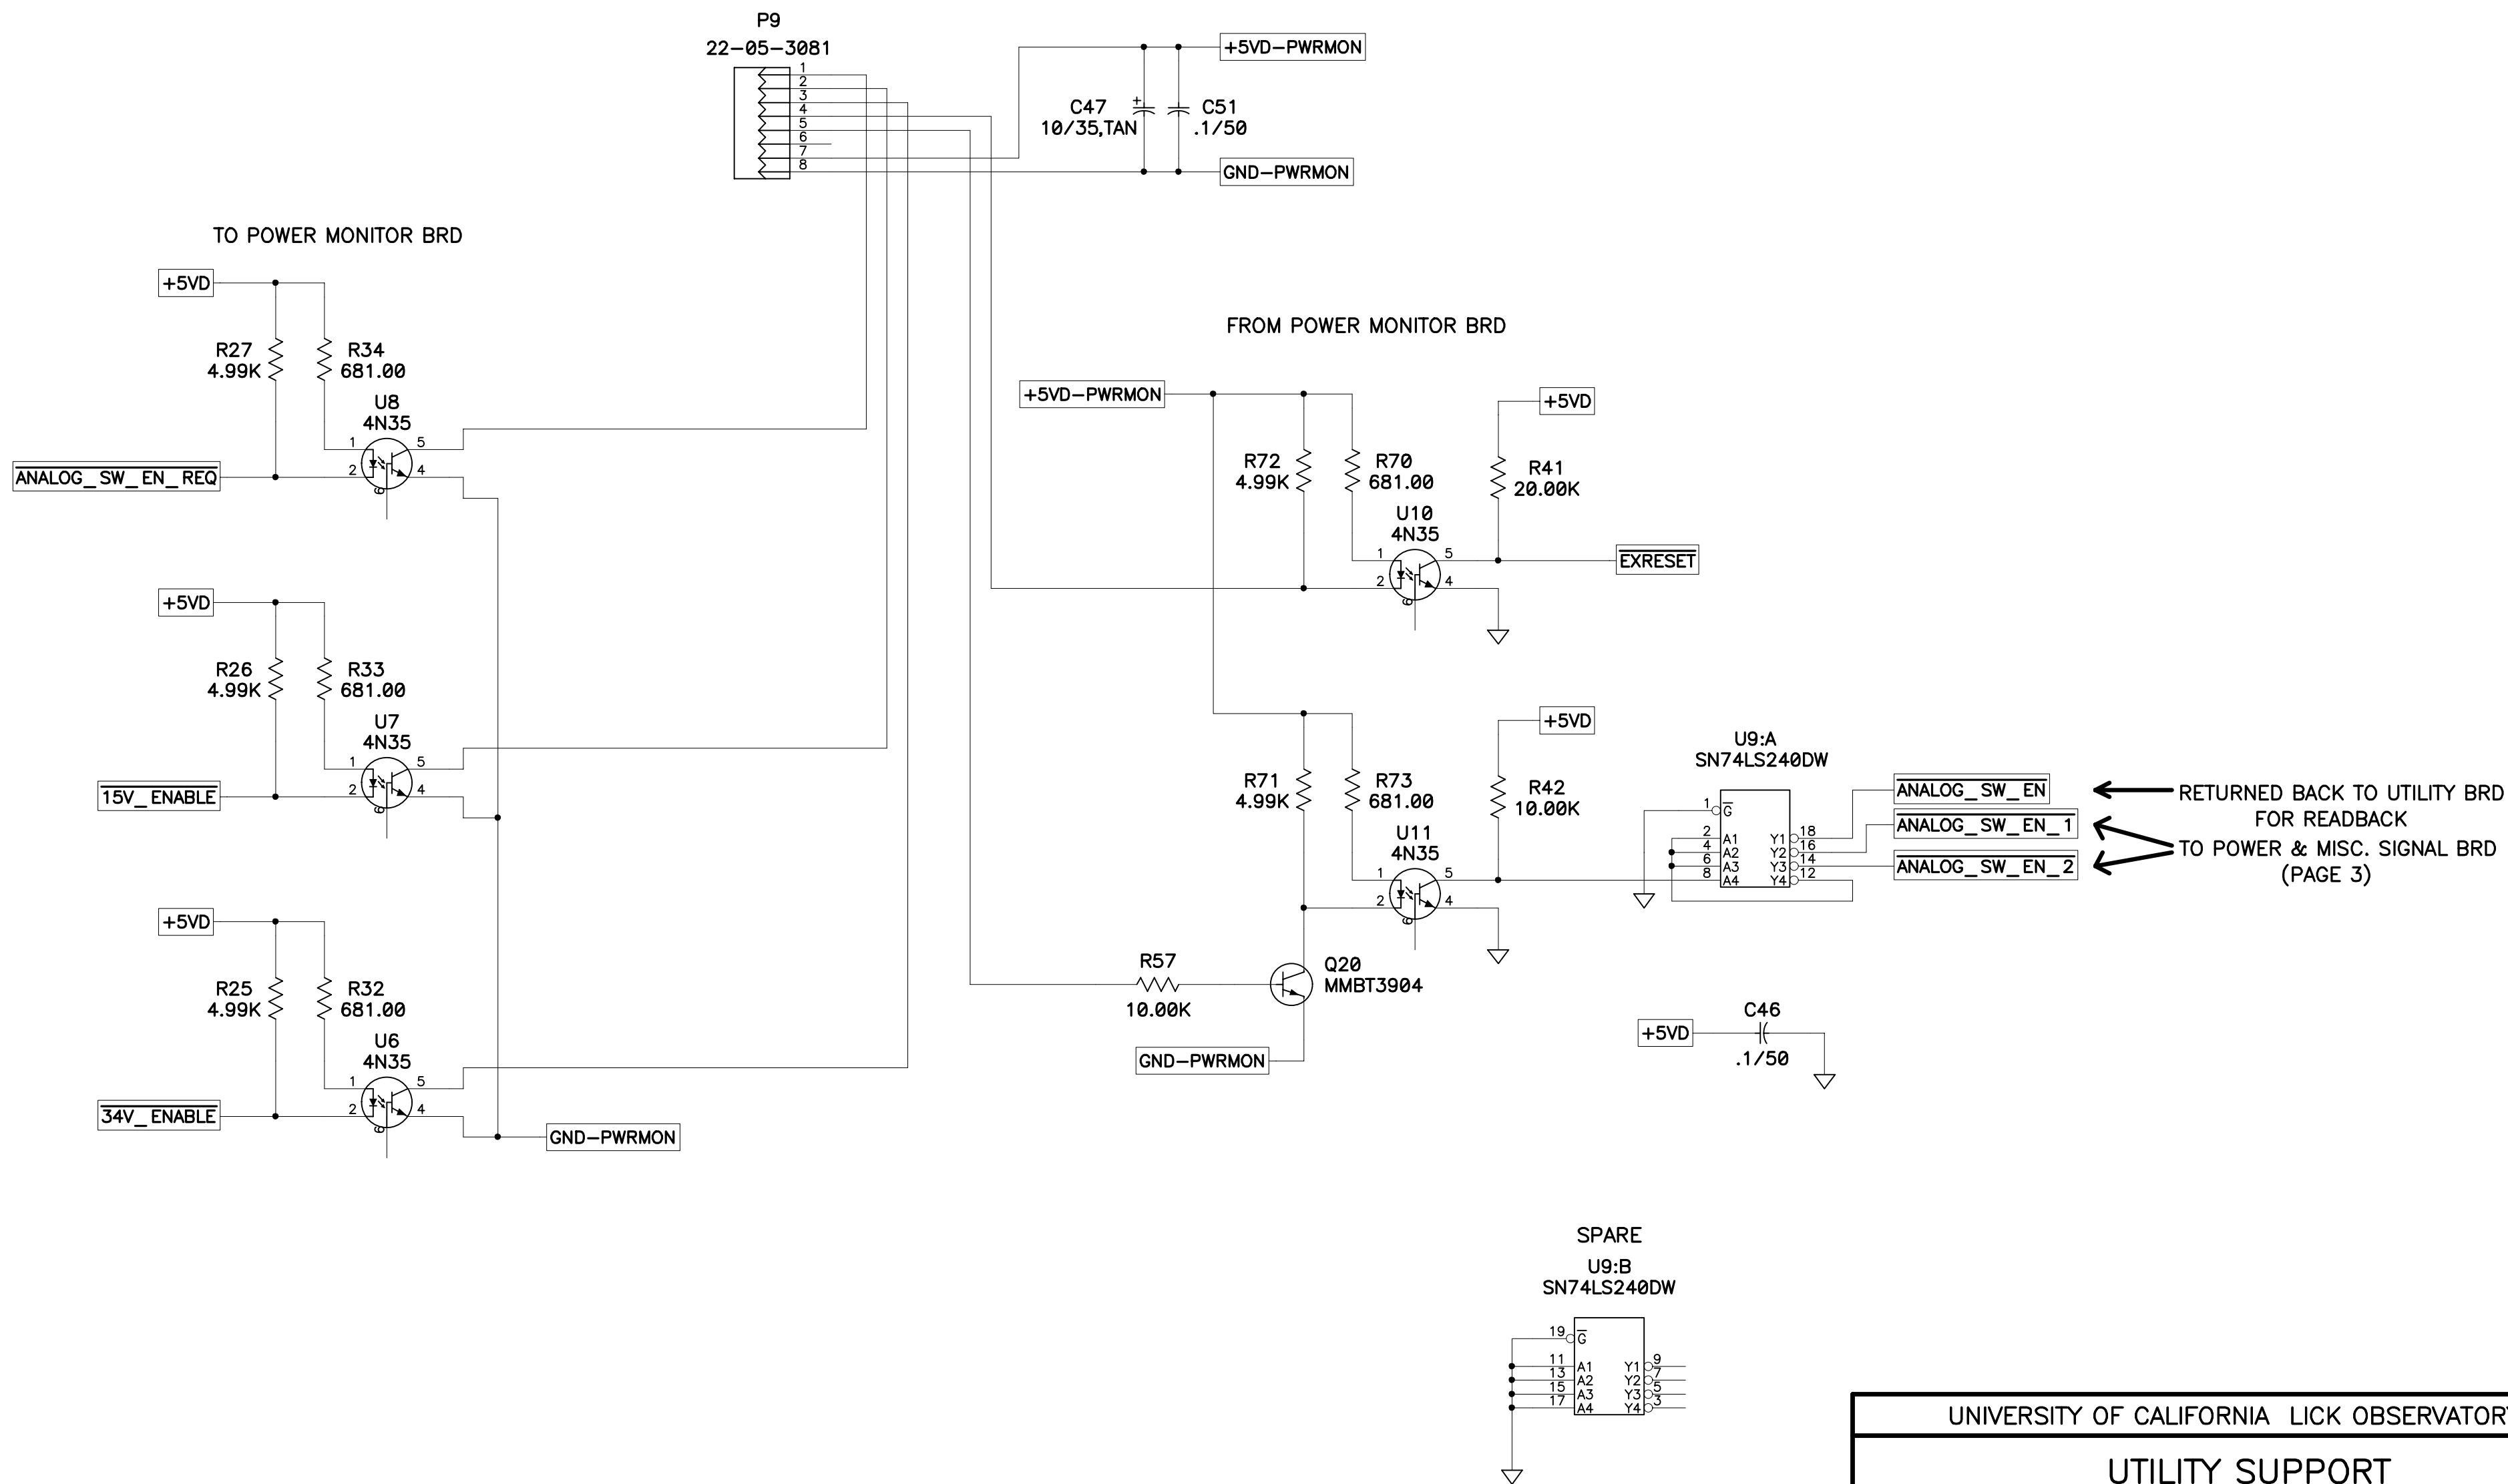 P9
22-05-3081
1
2
3
4
5
6
7
8
+5VD-PWRMON
C47
10/35,TAN
+
C51
.1/50
GND-PWRMON
TO POWER MONITOR BRD
+5VD
R27
4.99K
R34
681.00
U8
4N35
1
5
2
4
6
ANALOG_SW_EN_REQ
+5VD
R26
4.99K
R33
681.00
U7
4N35
1
5
2
4
6
15V_ENABLE
+5VD
R25
4.99K
R32
681.00
U6
4N35
1
5
2
4
6
34V_ENABLE
GND-PWRMON
FROM POWER MONITOR BRD
+5VD-PWRMON
+5VD
R72
4.99K
R70
681.00
R41
20.00K
U10
4N35
1
5
2
4
6
EXRESET
+5VD
R71
4.99K
R73
681.00
R42
10.00K
U11
4N35
1
5
2
4
6
R57
10.00K
Q20
MMBT3904
GND-PWRMON
U9:A
SN74LS240DW
1 G
2 A1 Y1 18
4 A2 Y2 16
6 A3 Y3 14
8 A4 Y4 12
ANALOG_SW_EN
ANALOG_SW_EN_1
ANALOG_SW_EN_2
RETURNED BACK TO UTILITY BRD
FOR READBACK
TO POWER & MISC. SIGNAL BRD
(PAGE 3)
+5VD
C46
.1/50
SPARE
U9:B
SN74LS240DW
19 G
11 A1 Y1 9
13 A2 Y2 7
15 A3 Y3 5
17 A4 Y4 3
UNIVERSITY OF CALIFORNIA LICK OBSERVATORY
UTILITY SUPPORT